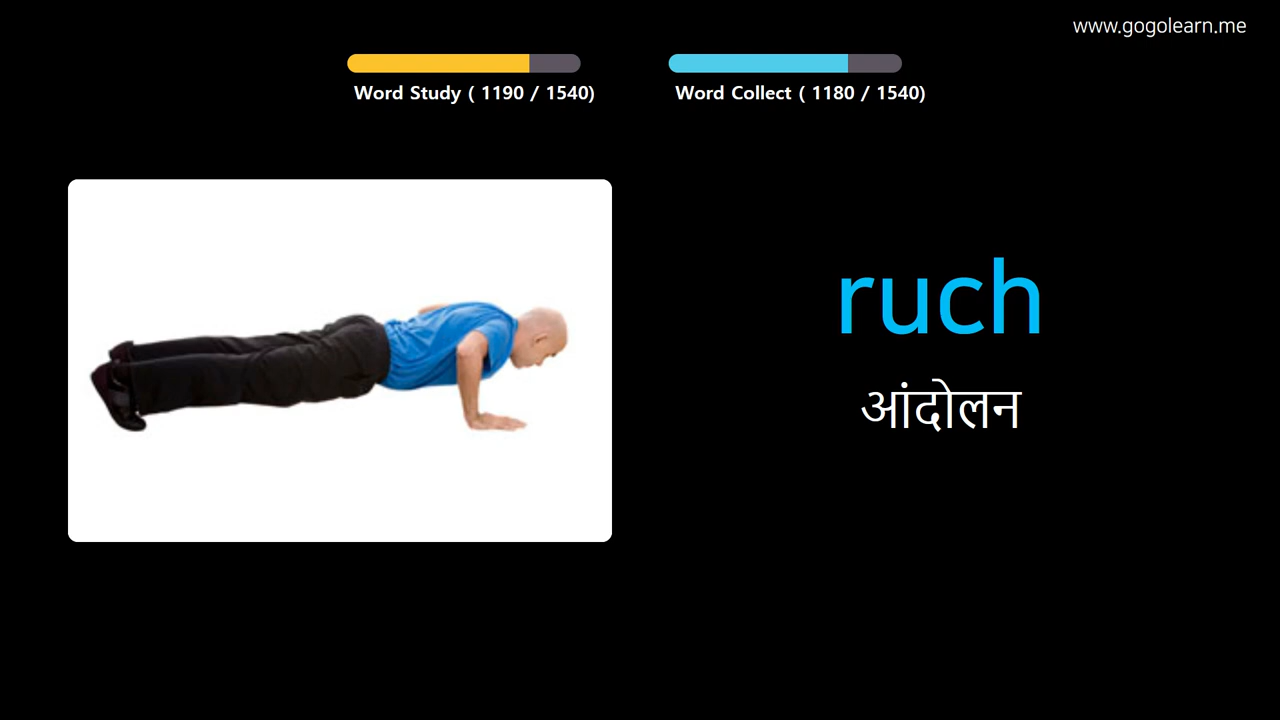 www.gogolearn.me
Word Study ( 1190 / 1540)
Word Collect ( 1180 / 1540)
ruch
आंदोलन